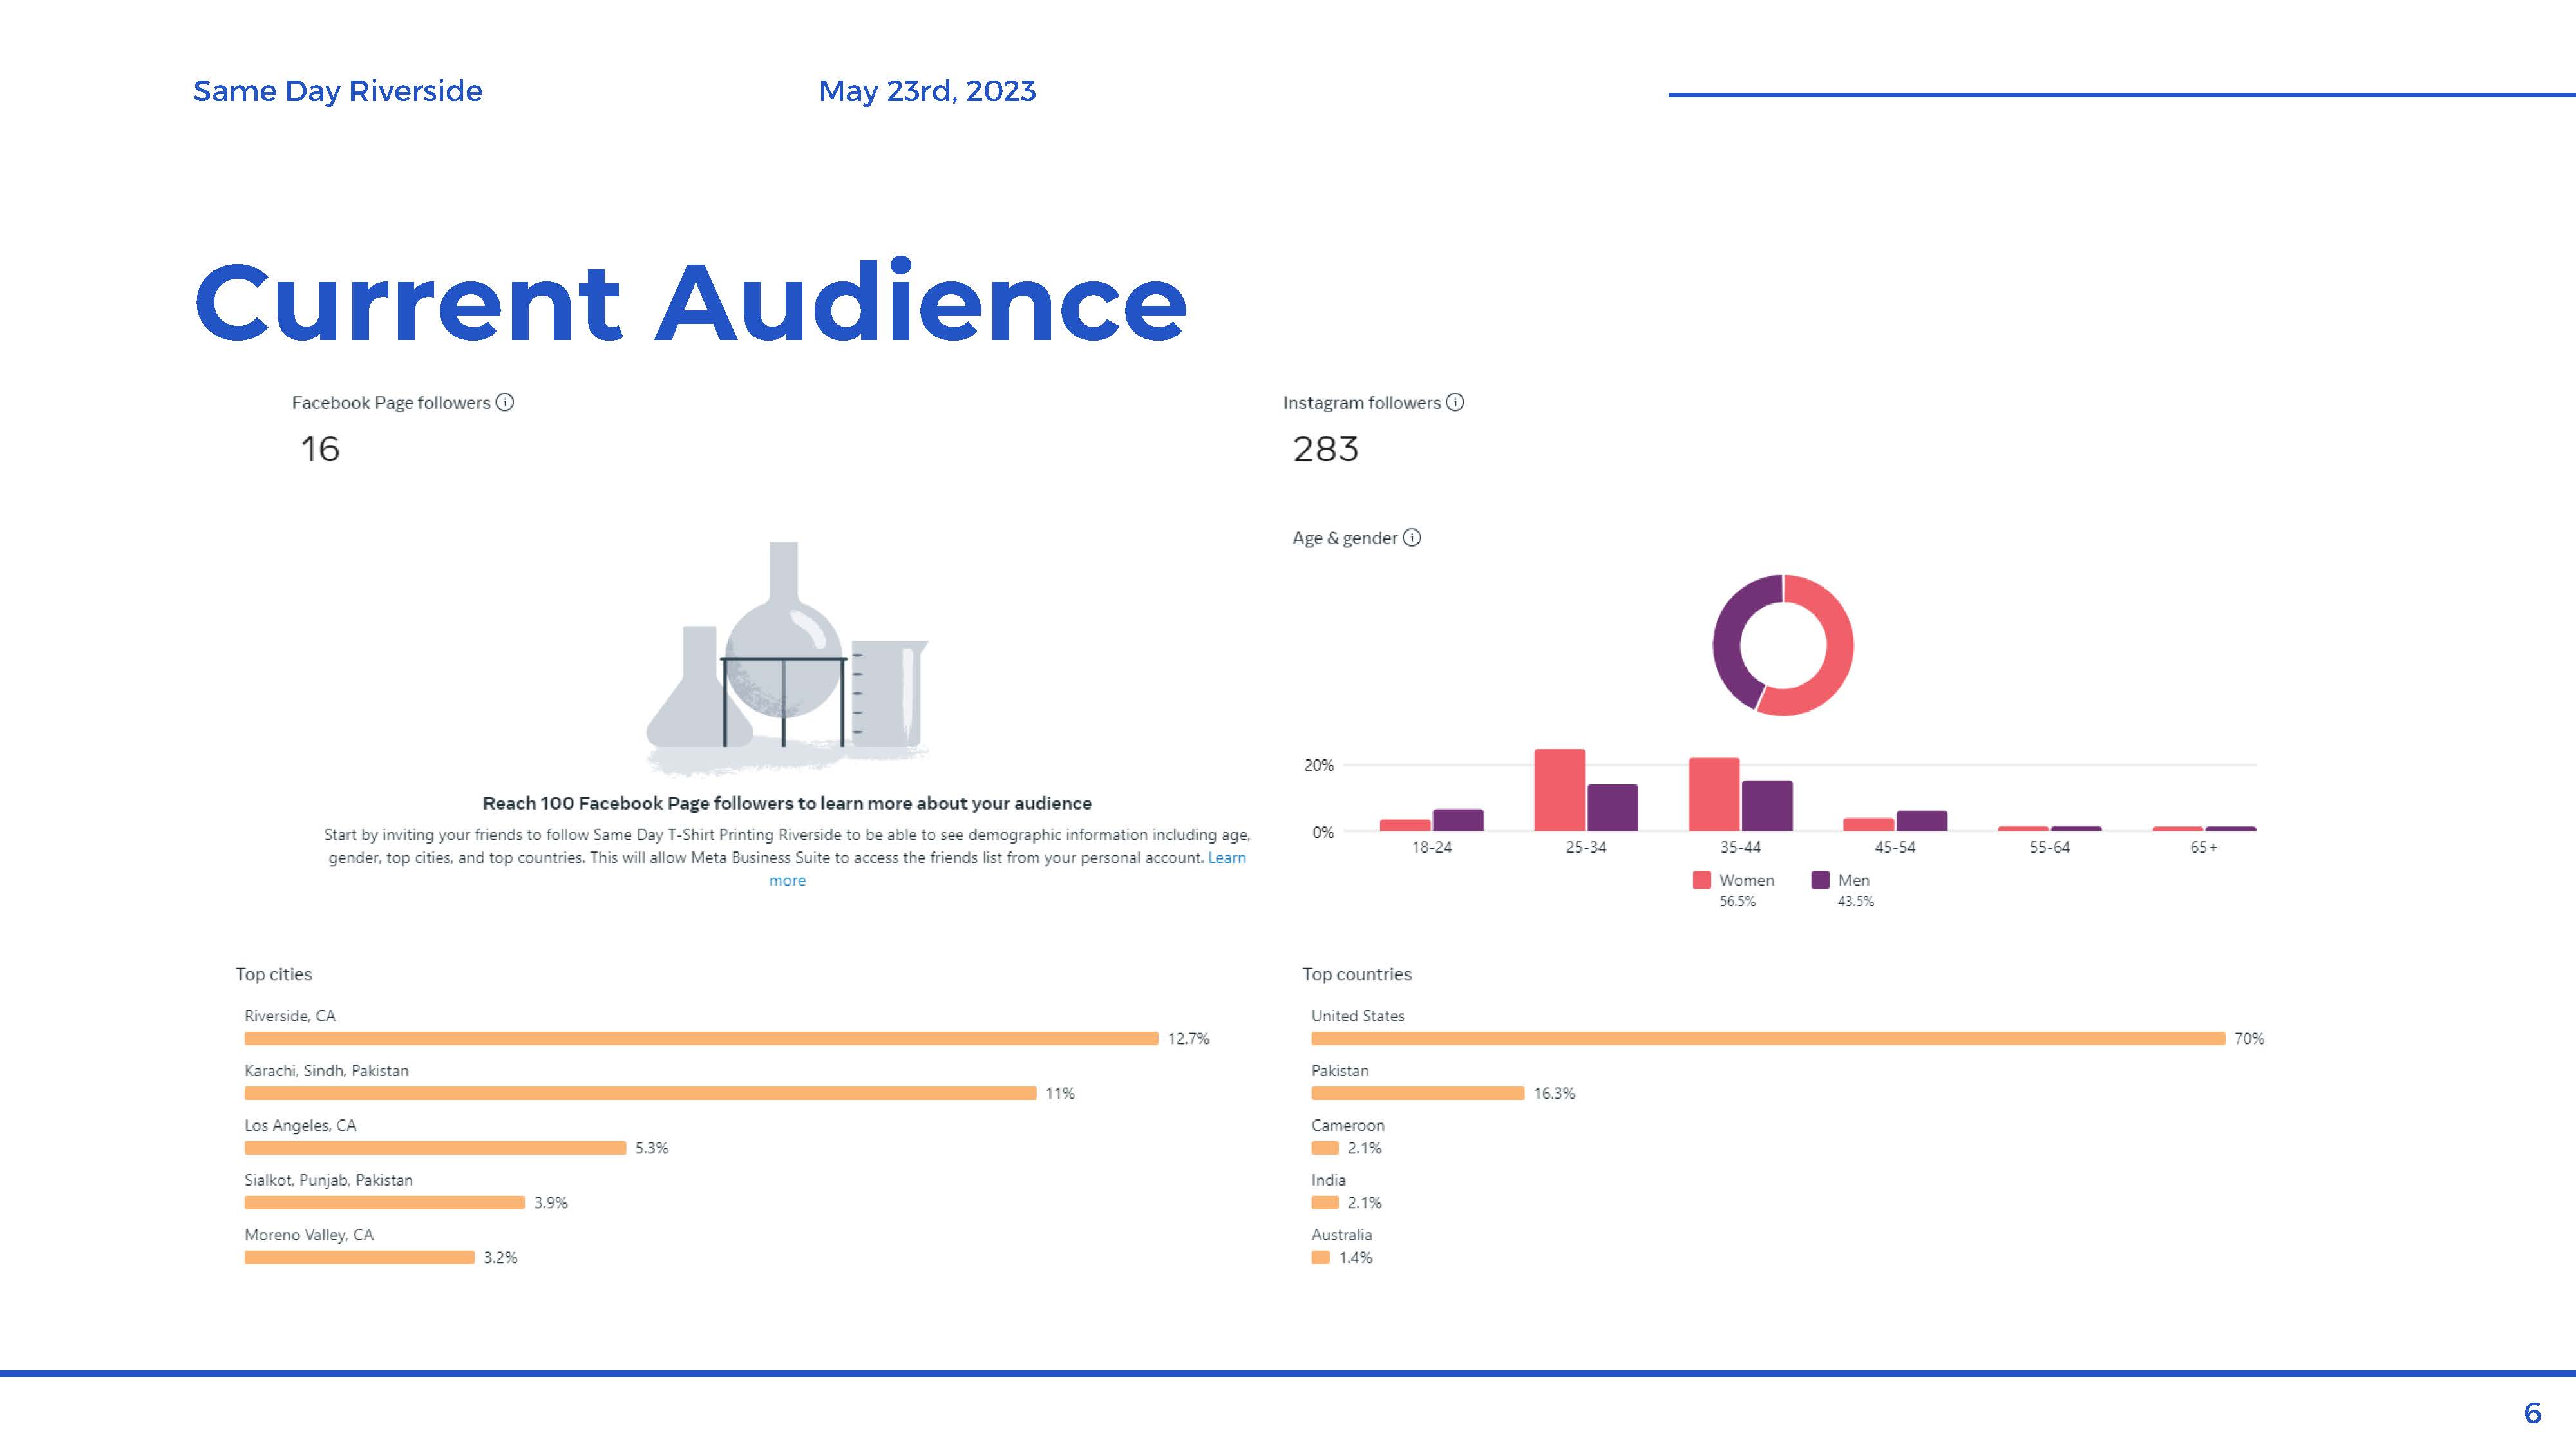 Same Day Riverside
May 23rd, 2023
Current Audience
Facebook Page followers
16
Instagram followers
283
Age & gender
Reach 100 Facebook Page followers to learn more about your audience
Start by inviting your friends to follow Same Day T-Shirt Printing Riverside to be able to see demographic information including age,
gender, top cities, and top countries. This will allow Meta Business Suite to access the friends list from your personal account. Learn
more
20%
0%
18-24
25-34
35-44
45-54
55-64
65+
Women
56.5%
Men
43.5%
Top cities
Riverside, CA
12.7%
Karachi, Sindh, Pakistan
11%
Los Angeles, CA
5.3%
Sialkot, Punjab, Pakistan
3.9%
Moreno Valley, CA
3.2%
Top countries
United States
70%
Pakistan
16.3%
Cameroon
2.1%
India
2.1%
Australia
1.4%
6